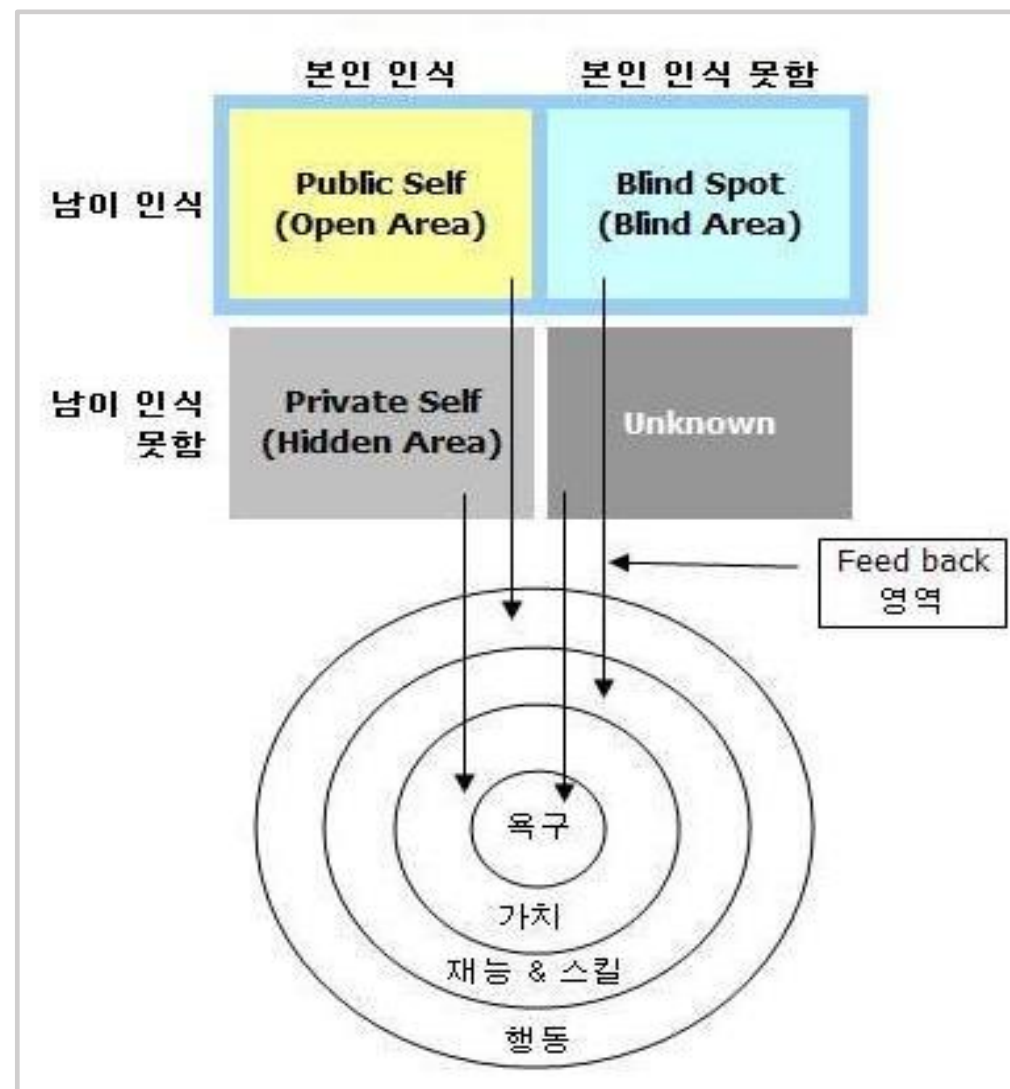 본인 인식
본인 인식 못함
남이 인식
Public Self
(Open Area)
Blind Spot
(Blind Area)
남이 인식
못함
Private Self
(Hidden Area)
Unknown
Feed back
영역
욕구
가치
재능 & 스킬
행동